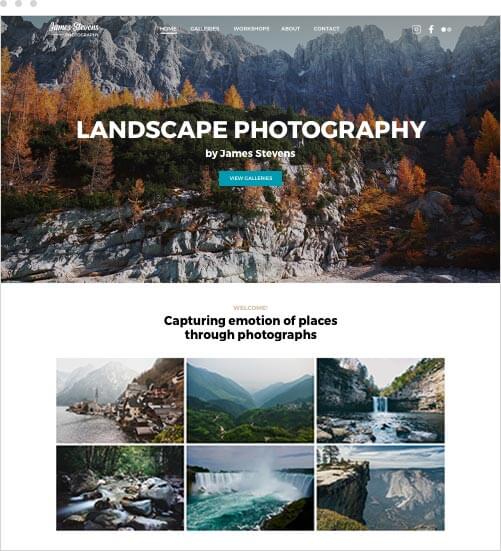 James Stevens
PHOTOGRAPHY
HOME GALLERIES WORKSHOPS ABOUT CONTACT
LANDSCAPE PHOTOGRAPHY
by James Stevens
VIEW GALLERIES
WELCOME!
Capturing emotion of places
through photographs